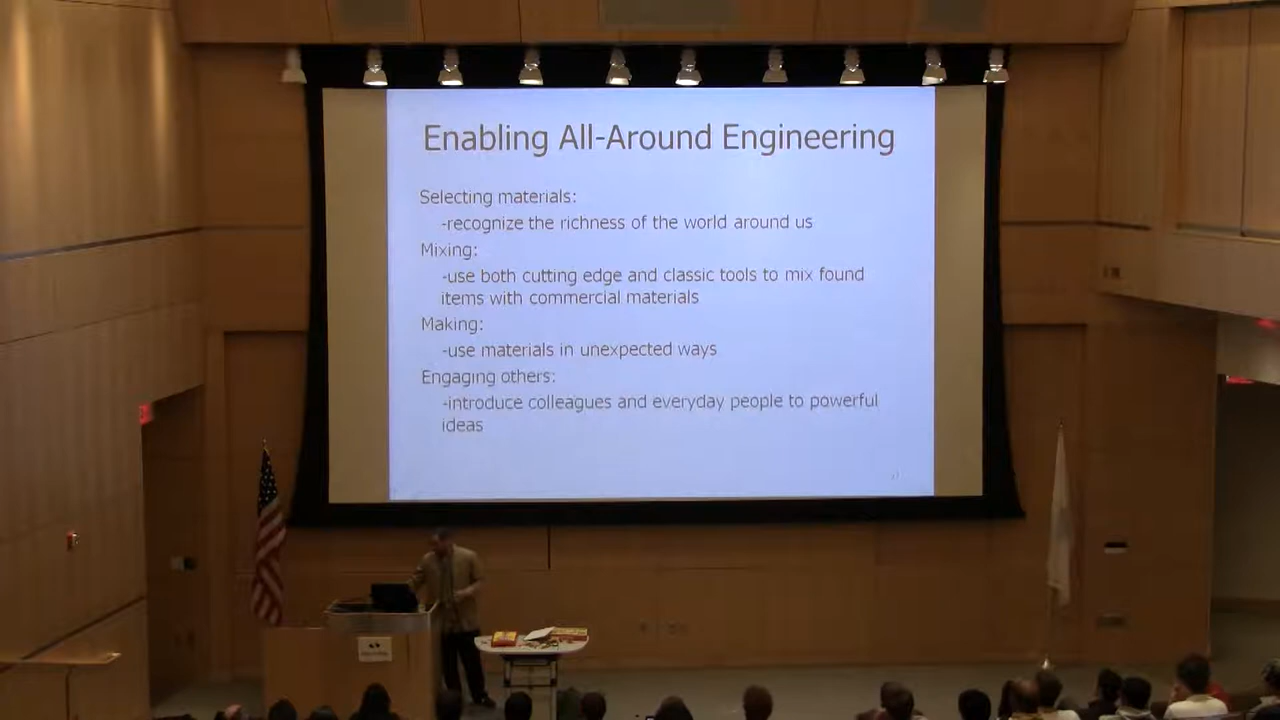 Enabling All-Around Engineering
Selecting materials:
-recognize the richness of the world around us
Mixing:
-use both cutting edge and classic tools to mix found
items with commercial materials
Making:
-use materials in unexpected ways
Engaging others:
-introduce colleagues and everyday people to powerful
ideas